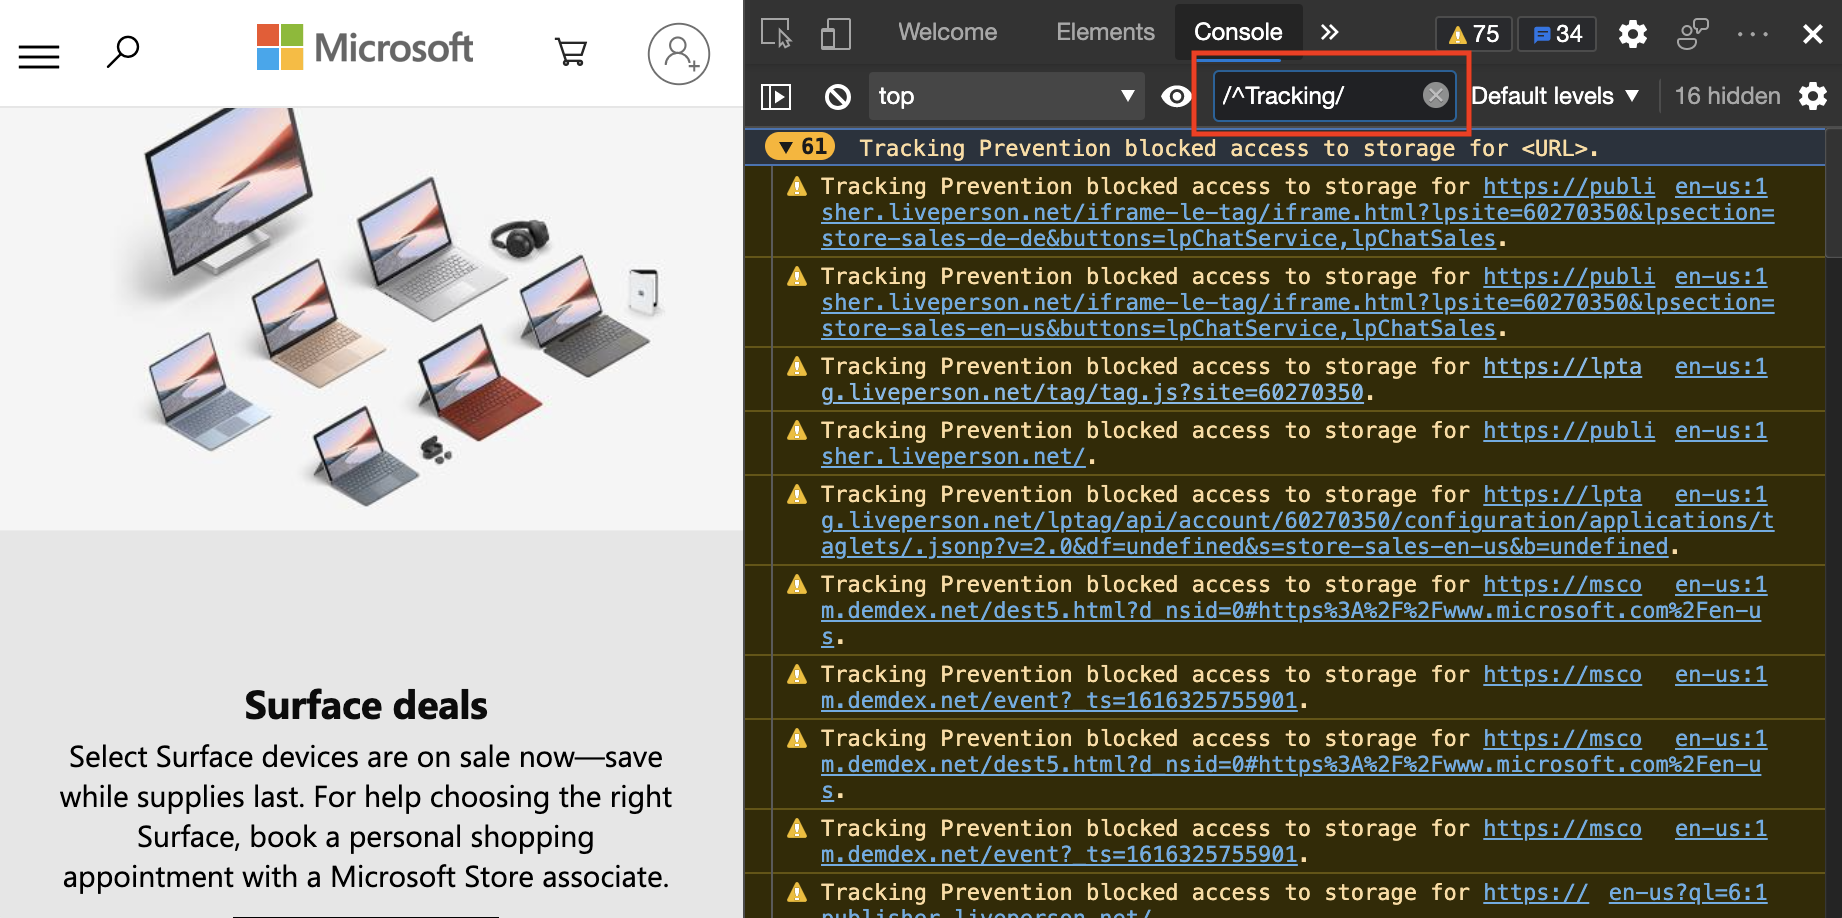 Microsoft
Surface deals
Select Surface devices are on sale now—save
while supplies last. For help choosing the right
Surface, book a personal shopping
appointment with a Microsoft Store associate.
Welcome Elements Console 75 34
top /^Tracking/ Default levels 16 hidden
61 Tracking Prevention blocked access to storage for <URL>.
Tracking Prevention blocked access to storage for https://publi en-us:1
sher.liveperson.net/iframe-le-tag/iframe.html?lpsite=60270350&lpsection=
store-sales-de-de&buttons=lpChatService,lpChatSales.
Tracking Prevention blocked access to storage for https://publi en-us:1
sher.liveperson.net/iframe-le-tag/iframe.html?lpsite=60270350&lpsection=
store-sales-en-us&buttons=lpChatService,lpChatSales.
Tracking Prevention blocked access to storage for https://lpta en-us:1
g.liveperson.net/tag/tag.js?site=60270350.
Tracking Prevention blocked access to storage for https://publi en-us:1
sher.liveperson.net/.
Tracking Prevention blocked access to storage for https://lpta en-us:1
g.liveperson.net/lptag/api/account/60270350/configuration/applications/t
aglets/.jsonp?v=2.0&df=undefined&s=store-sales-en-us&b=undefined.
Tracking Prevention blocked access to storage for https://msco en-us:1
m.demdex.net/dest5.html?d_nsid=0#https%3A%2F%2Fwww.microsoft.com%2Fen-u
s.
Tracking Prevention blocked access to storage for https://msco en-us:1
m.demdex.net/event?_ts=1616325755901.
Tracking Prevention blocked access to storage for https://msco en-us:1
m.demdex.net/dest5.html?d_nsid=0#https%3A%2F%2Fwww.microsoft.com%2Fen-u
s.
Tracking Prevention blocked access to storage for https://msco en-us:1
m.demdex.net/event?_ts=1616325755901.
Tracking Prevention blocked access to storage for https:// en-us?ql=6:1
publisher.liveperson.net/